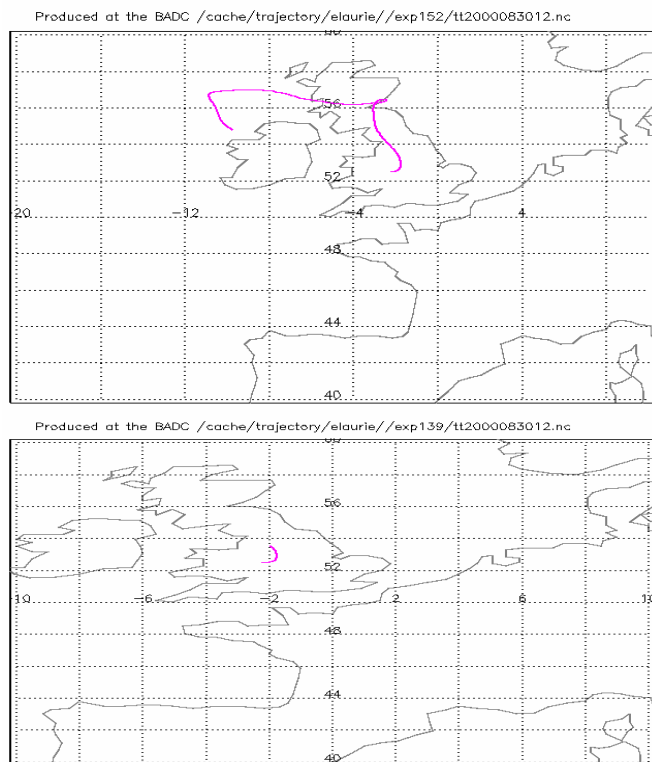 Produced at the BADC /cache/trajectory/elaurie//exp152/tt2000083012.nc
56
52
20 -12 -4 4
48
44
40
Produced at the BADC /cache/trajectory/elaurie//exp139/tt2000083012.nc
56
52
10 -6 -2 2 6 10
48
44
40